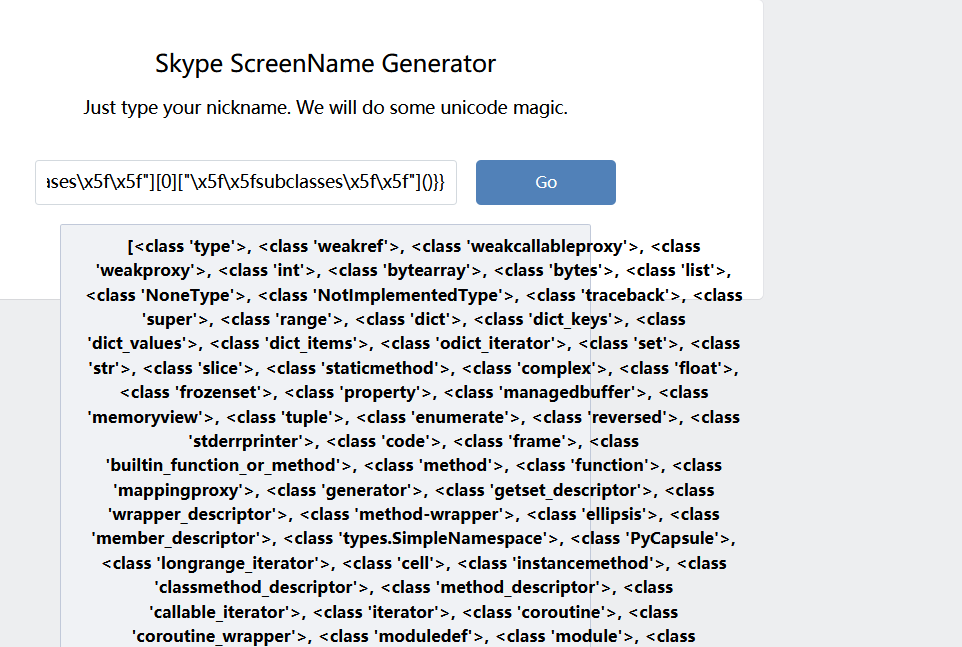 Skype ScreenName Generator
Just type your nickname. We will do some unicode magic.
ses\x5f\x5f"][0]["\x5f\x5fsubclasses\x5f\x5f"]()}}
Go
[<class 'type'>, <class 'weakref'>, <class 'weakcallableproxy'>, <class
'weakproxy'>, <class 'int'>, <class 'bytearray'>, <class 'bytes'>, <class 'list'>,
<class 'NoneType'>, <class 'NotImplementedType'>, <class 'traceback'>, <class
'super'>, <class 'range'>, <class 'dict'>, <class 'dict_keys'>, <class
'dict_values'>, <class 'dict_items'>, <class 'odict_iterator'>, <class 'set'>, <class
'str'>, <class 'slice'>, <class 'staticmethod'>, <class 'complex'>, <class 'float'>,
<class 'frozenset'>, <class 'property'>, <class 'managedbuffer'>, <class
'memoryview'>, <class 'tuple'>, <class 'enumerate'>, <class 'reversed'>, <class
'stderrprinter'>, <class 'code'>, <class 'frame'>, <class
'builtin_function_or_method'>, <class 'method'>, <class 'function'>, <class
'mappingproxy'>, <class 'generator'>, <class 'getset_descriptor'>, <class
'wrapper_descriptor'>, <class 'method-wrapper'>, <class 'ellipsis'>, <class
'member_descriptor'>, <class 'types.SimpleNamespace'>, <class 'PyCapsule'>,
<class 'longrange_iterator'>, <class 'cell'>, <class 'instancemethod'>, <class
'classmethod_descriptor'>, <class 'method_descriptor'>, <class
'callable_iterator'>, <class 'iterator'>, <class 'coroutine'>, <class
'coroutine_wrapper'>, <class 'moduledef'>, <class 'module'>, <class